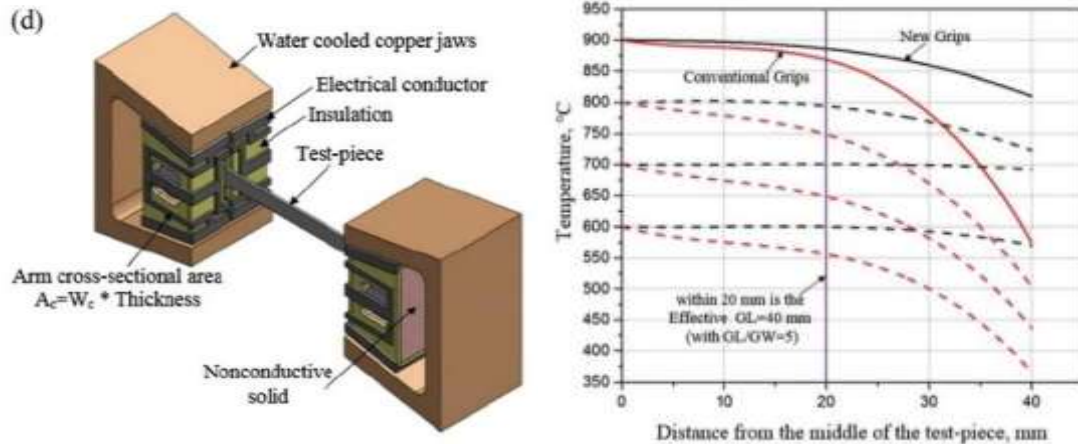 (d)
Water cooled copper jaws
Electrical conductor
Insulation
Test-piece
Arm cross-sectional area
A_c=W_c * Thickness
Nonconductive
solid
Temperature, °C
950
900
850
800
750
700
650
600
550
500
450
400
350
New Grips
Conventional Grips
within 20 mm is the
Effective GL=40 mm
(with GL/GW=5)
0
10
20
30
40
Distance from the middle of the test-piece, mm